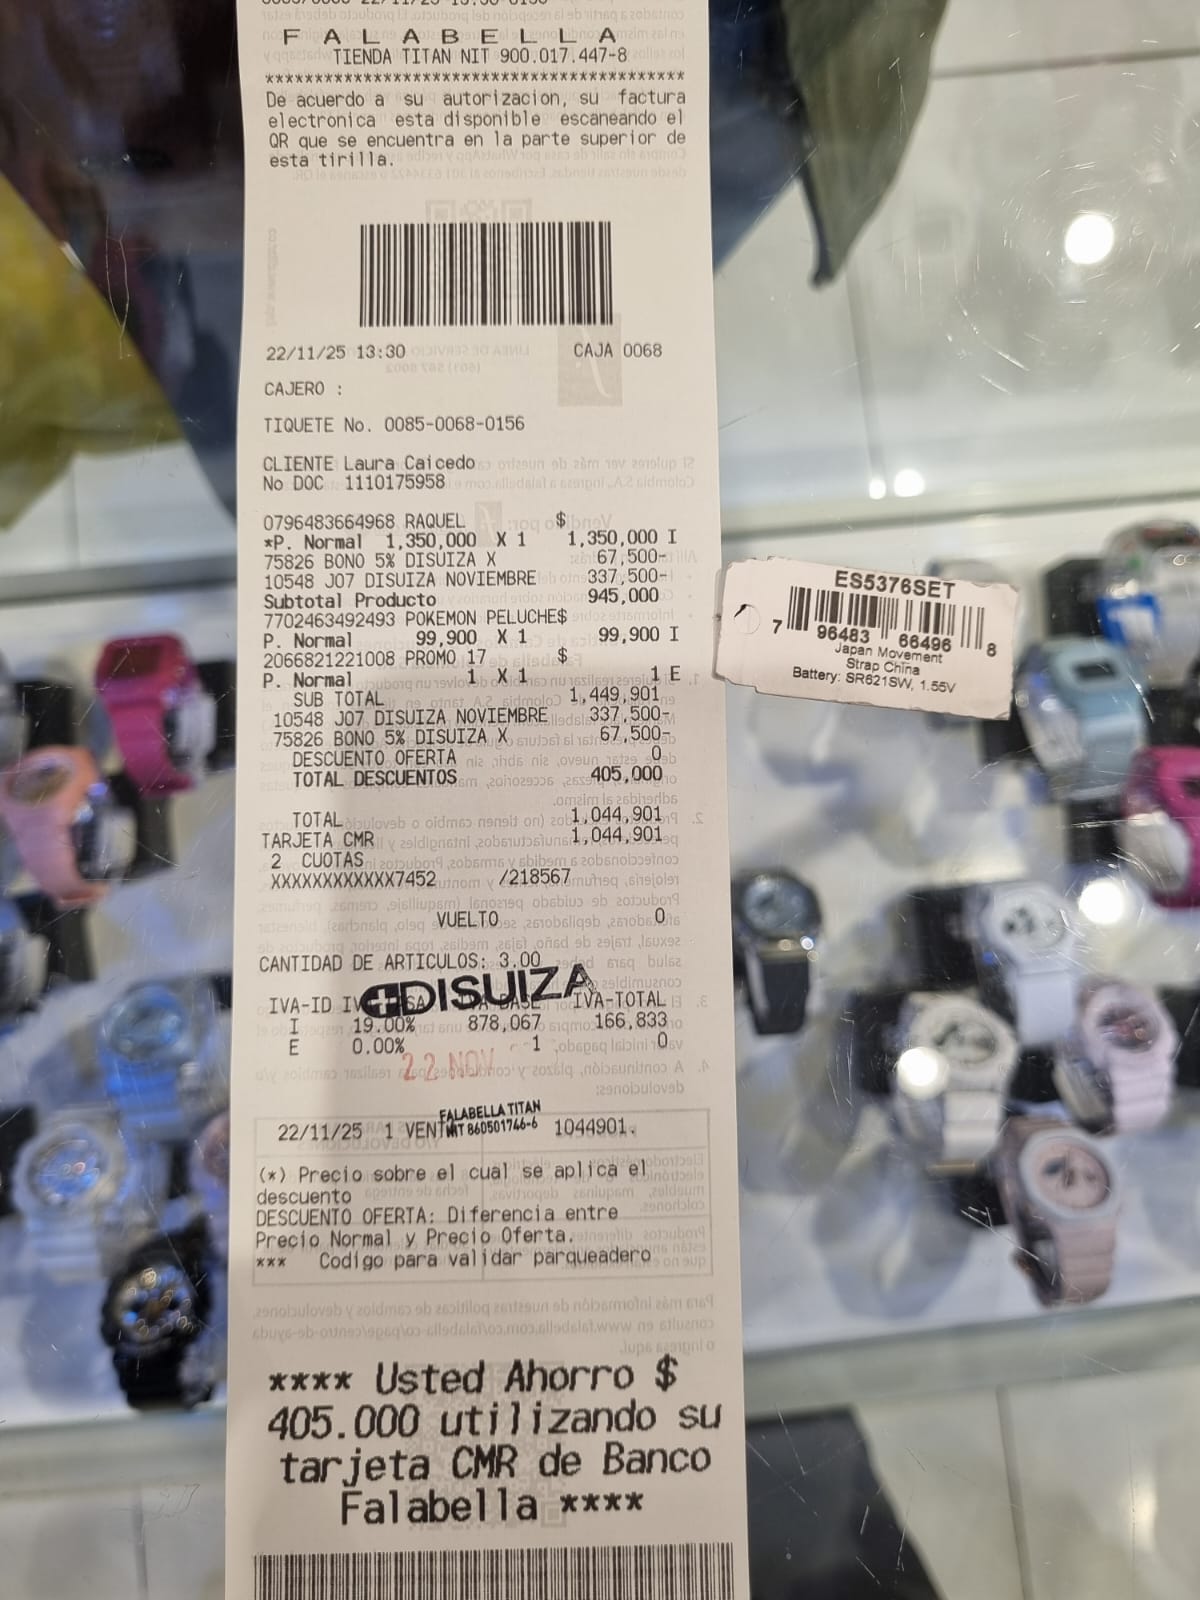 F A L A B E L L A
TIENDA TITAN NIT 900.017.447-8
******************************************
De acuerdo a su autorizacion, su factura
electronica esta disponible escaneando el
QR que se encuentra en la parte superior de
esta tirilla.
22/11/25 13:30 CAJA 0068
CAJERO :
TIQUETE No. 0085-0068-0156
CLIENTE Laura Caicedo
No DOC 1110175958
0796483664968 RAQUEL $
*P. Normal 1,350,000 X 1 1,350,000 I
75826 BONO 5% DISUIZA X 67,500-
10548 J07 DISUIZA NOVIEMBRE 337,500-
Subtotal Producto 945,000
7702463492493 POKEMON PELUCHE$
P. Normal 99,900 X 1 99,900 I
2066821221008 PROMO 17 $
P. Normal 1 X 1 1 E
SUB TOTAL 1,449,901
10548 J07 DISUIZA NOVIEMBRE 337,500-
75826 BONO 5% DISUIZA X 67,500-
DESCUENTO OFERTA 0
TOTAL DESCUENTOS 405,000
TOTAL 1,044,901
TARJETA CMR 1,044,901
2 CUOTAS
XXXXXXXXXXXX7452 /218567
VUELTO 0
CANTIDAD DE ARTICULOS: 3.00
DISUIZA
IVA-ID BASE IVA-TOTAL
I 19.00% 878,067 166,833
E 0.00% 1 0
22 NOV
FALABELLA TITAN
NIT 860501746-6
22/11/25 1 VENT 1044901.
(*) Precio sobre el cual se aplica el
descuento
DESCUENTO OFERTA: Diferencia entre
Precio Normal y Precio Oferta.
*** Codigo para validar parqueadero
**** Usted Ahorro $
405.000 utilizando su
tarjeta CMR de Banco
Falabella ****
ES5376SET
7 96483 66496 8
Japan Movement
Strap China
Battery: SR621SW, 1.55V